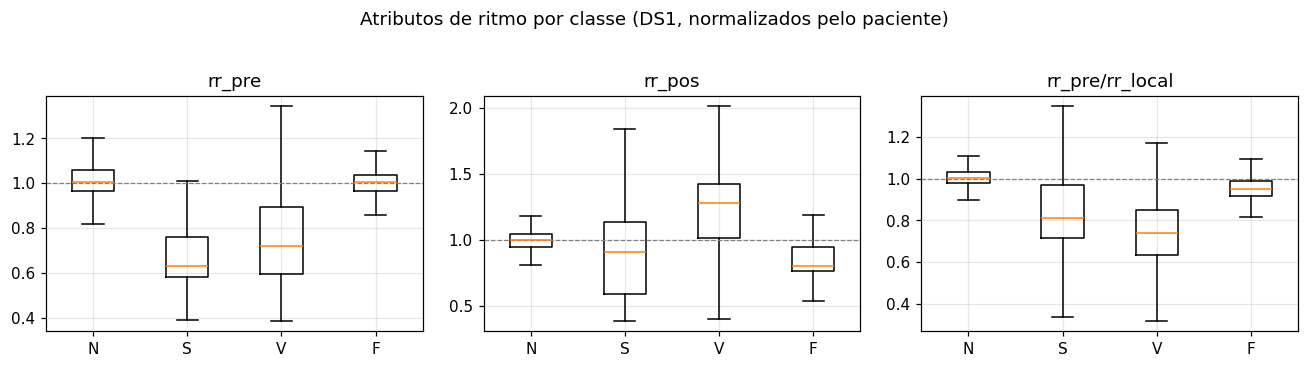 Atributos de ritmo por classe (DS1, normalizados pelo paciente)
rr_pre
1.2
1.0
0.8
0.6
0.4
N S V F
rr_pos
2.0
1.5
1.0
0.5
N S V F
rr_pre/rr_local
1.2
1.0
0.8
0.6
0.4
N S V F